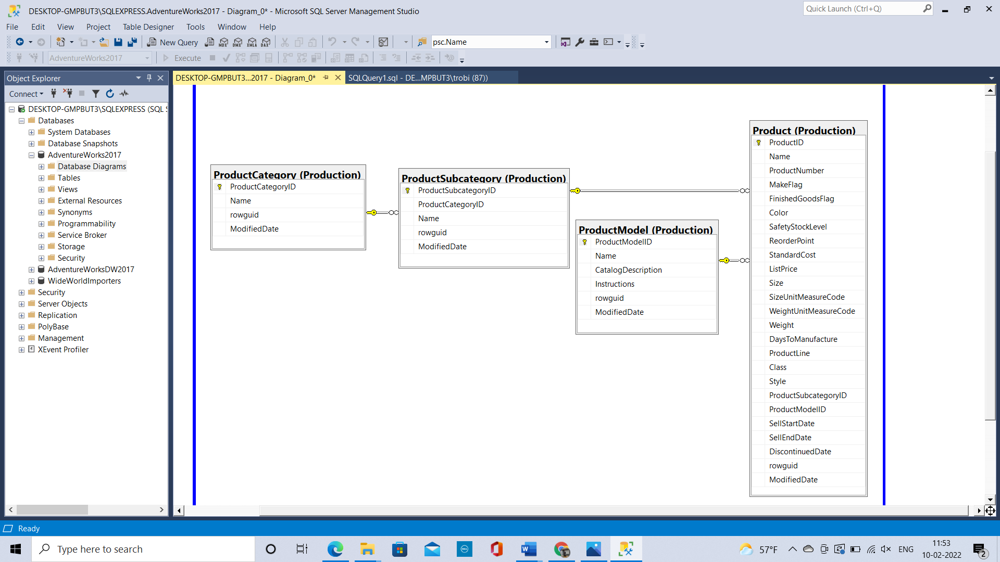 DESKTOP-GMPBUT3\SQLEXPRESS.AdventureWorks2017 - Diagram_0* - Microsoft SQL Server Management Studio
Quick Launch (Ctrl+Q)
File Edit View Project Table Designer Tools Window Help
New Query MDX DMX XMLA DAX psc.Name
AdventureWorks2017 Execute
Object Explorer
DESKTOP-GMPBUT3...2017 - Diagram_0* SQLQuery1.sql - DE...MPBUT3\trobi (87))
Connect
DESKTOP-GMPBUT3\SQLEXPRESS (SQL S
Databases
System Databases
Database Snapshots
AdventureWorks2017
Database Diagrams
Tables
Views
External Resources
Synonyms
Programmability
Service Broker
Storage
Security
AdventureWorksDW2017
WideWorldImporters
Security
Server Objects
Replication
PolyBase
Management
XEvent Profiler
ProductCategory (Production)
ProductCategoryID
Name
rowguid
ModifiedDate
ProductSubcategory (Production)
ProductSubcategoryID
ProductCategoryID
Name
rowguid
ModifiedDate
ProductModel (Production)
ProductModelID
Name
CatalogDescription
Instructions
rowguid
ModifiedDate
Product (Production)
ProductID
Name
ProductNumber
MakeFlag
FinishedGoodsFlag
Color
SafetyStockLevel
ReorderPoint
StandardCost
ListPrice
Size
SizeUnitMeasureCode
WeightUnitMeasureCode
Weight
DaysToManufacture
ProductLine
Class
Style
ProductSubcategoryID
ProductModelID
SellStartDate
SellEndDate
DiscontinuedDate
rowguid
ModifiedDate
Ready
Type here to search
DELL
W
57°F
ENG
11:53
10-02-2022
2